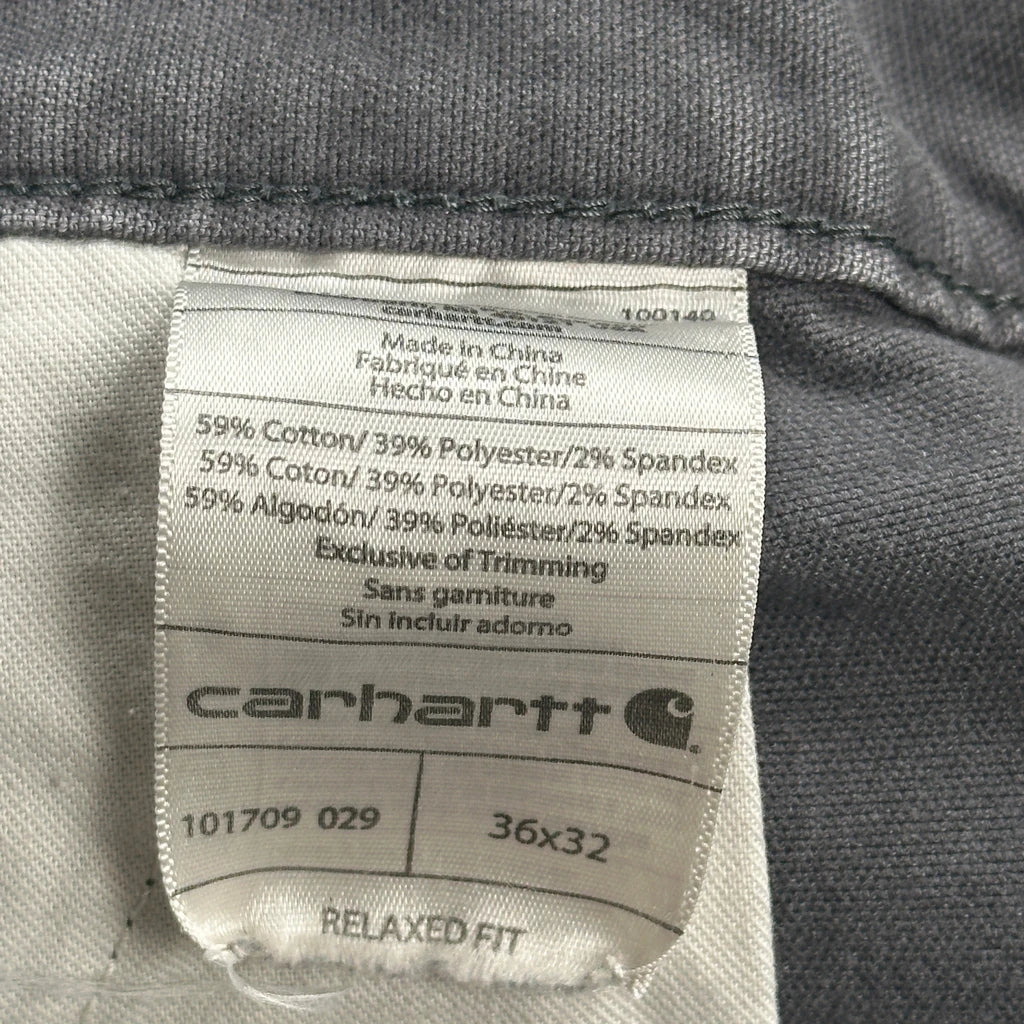 100140
carhartt.com
Made in China
Fabriqué en Chine
Hecho en China
59% Cotton/ 39% Polyester/2% Spandex
59% Coton/ 39% Polyester/2% Spandex
59% Algodón/ 39% Poliéster/2% Spandex
Exclusive of Trimming
Sans garniture
Sin incluir adorno
carhartt
101709 029
36x32
RELAXED FIT